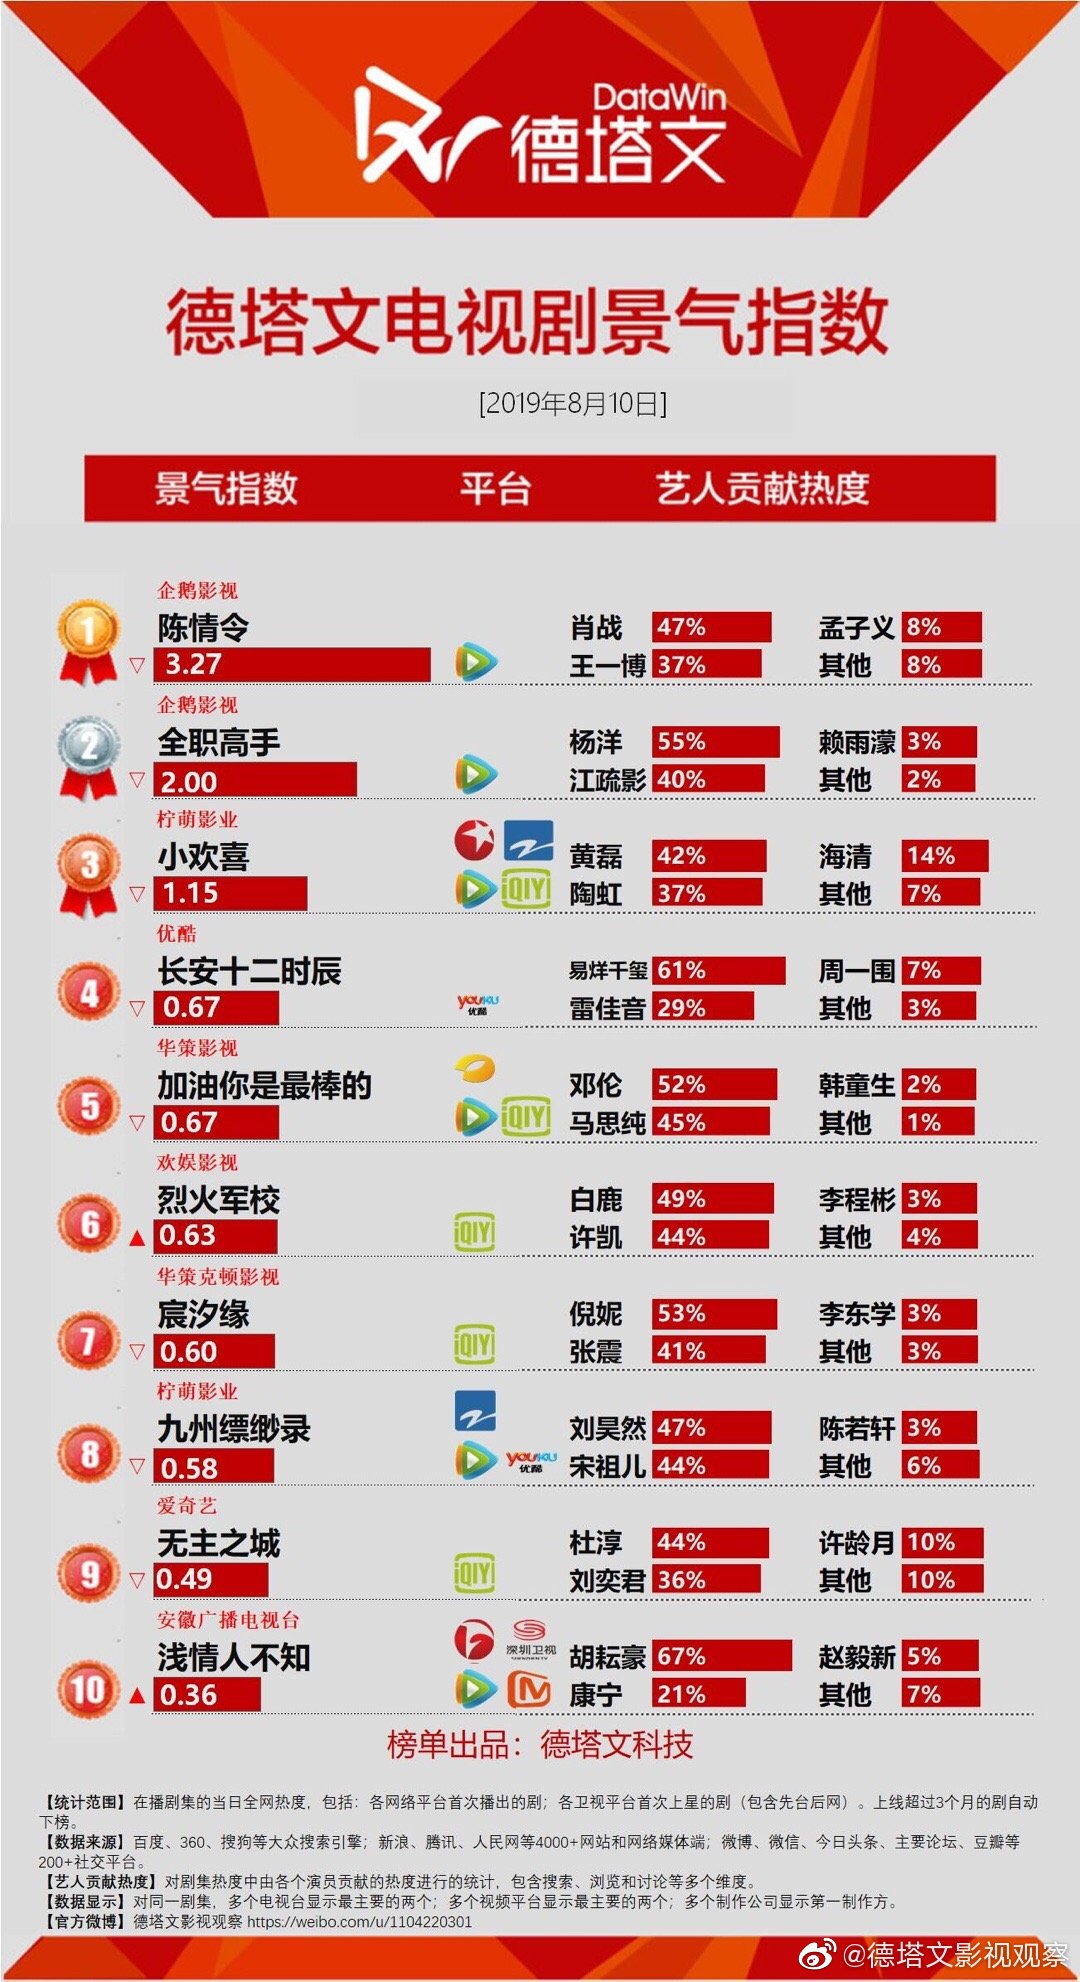 DataWin
德塔文
德塔文电视剧景气指数
[2019年8月10日]
景气指数 平台 艺人贡献热度
企鹅影视
1 陈情令 肖战 47% 孟子义 8%
3.27 王一博 37% 其他 8%
企鹅影视
2 全职高手 杨洋 55% 赖雨濛 3%
2.00 江疏影 40% 其他 2%
柠萌影业
3 小欢喜 黄磊 42% 海清 14%
1.15 iQIYI 陶虹 37% 其他 7%
优酷
4 长安十二时辰 易烊千玺 61% 周一围 7%
0.67 YOUKU 优酷 雷佳音 29% 其他 3%
华策影视
5 加油你是最棒的 邓伦 52% 韩童生 2%
0.67 iQIYI 马思纯 45% 其他 1%
欢娱影视
6 烈火军校 白鹿 49% 李程彬 3%
0.63 iQIYI 许凯 44% 其他 4%
华策克顿影视
7 宸汐缘 倪妮 53% 李东学 3%
0.60 iQIYI 张震 41% 其他 3%
柠萌影业
8 九州缥缈录 刘昊然 47% 陈若轩 3%
0.58 YOUKU 优酷 宋祖儿 44% 其他 6%
爱奇艺
9 无主之城 杜淳 44% 许龄月 10%
0.49 iQIYI 刘奕君 36% 其他 10%
安徽广播电视台
10 浅情人不知 深圳卫视 胡耘豪 67% 赵毅新 5%
0.36 康宁 21% 其他 7%
榜单出品：德塔文科技
【统计范围】在播剧集的当日全网热度，包括：各网络平台首次播出的剧；各卫视平台首次上星的剧（包含先台后网）。上线超过3个月的剧自动
下榜。
【数据来源】百度、360、搜狗等大众搜索引擎；新浪、腾讯、人民网等4000+网站和网络媒体端；微博、微信、今日头条、主要论坛、豆瓣等
200+社交平台。
【艺人贡献热度】对剧集热度中由各个演员贡献的热度进行的统计，包含搜索、浏览和讨论等多个维度。
【数据显示】对同一剧集，多个电视台显示最主要的两个；多个视频平台显示最主要的两个；多个制作公司显示第一制作方。
【官方微博】德塔文影视观察 https://weibo.com/u/1104220301
@德塔文影视观察